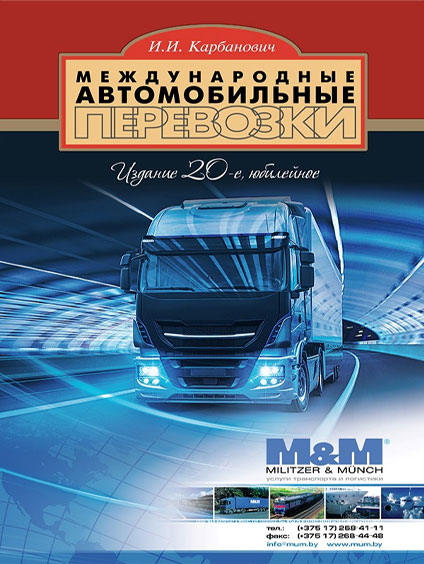 И.И. Карбанович
МЕЖДУНАРОДНЫЕ
АВТОМОБИЛЬНЫЕ
ПЕРЕВОЗКИ
Издание 20-е, юбилейное
M&M®
MILITZER & MÜNCH
услуги транспорта и логистики
тел.: (+375 17) 268-41-11
факс: (+375 17) 268-44-48
info@mum.by www.mum.by